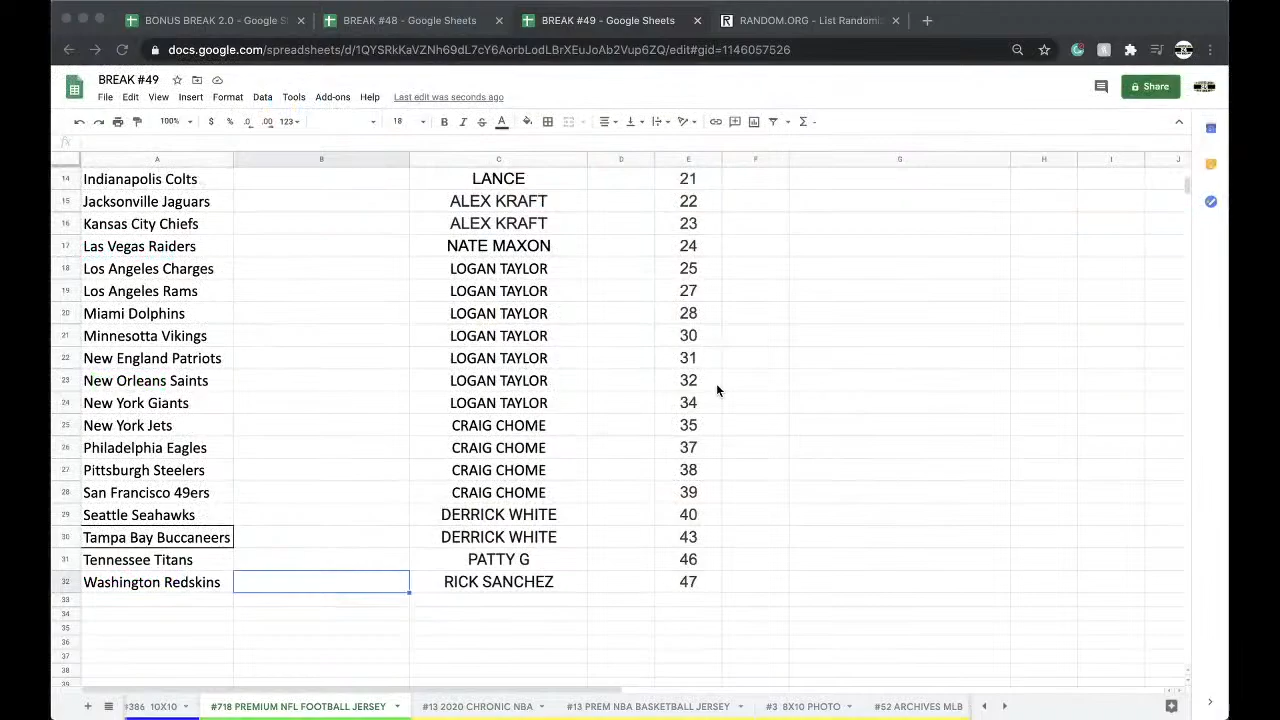 BONUS BREAK 2.0 - Google S
BREAK #48 - Google Sheets
BREAK #49 - Google Sheets
RANDOM.ORG - List Randomi
docs.google.com/spreadsheets/d/1QYSRkKaVZNh69dL7cY6AorbLodLBrXEuJoAb2Vup6ZQ/edit#gid=1146057526
BREAK #49
File Edit View Insert Format Data Tools Add-ons Help Last edit was seconds ago
Share
100% $ % .0 .00 123 18 B I S A
fx
A B C D E F G H I J
14 Indianapolis Colts LANCE 21
15 Jacksonville Jaguars ALEX KRAFT 22
16 Kansas City Chiefs ALEX KRAFT 23
17 Las Vegas Raiders NATE MAXON 24
18 Los Angeles Charges LOGAN TAYLOR 25
19 Los Angeles Rams LOGAN TAYLOR 27
20 Miami Dolphins LOGAN TAYLOR 28
21 Minnesotta Vikings LOGAN TAYLOR 30
22 New England Patriots LOGAN TAYLOR 31
23 New Orleans Saints LOGAN TAYLOR 32
24 New York Giants LOGAN TAYLOR 34
25 New York Jets CRAIG CHOME 35
26 Philadelphia Eagles CRAIG CHOME 37
27 Pittsburgh Steelers CRAIG CHOME 38
28 San Francisco 49ers CRAIG CHOME 39
29 Seattle Seahawks DERRICK WHITE 40
30 Tampa Bay Buccaneers DERRICK WHITE 43
31 Tennessee Titans PATTY G 46
32 Washington Redskins RICK SANCHEZ 47
33
34
35
36
37
38
39
#386 10X10 #718 PREMIUM NFL FOOTBALL JERSEY #13 2020 CHRONIC NBA #13 PREM NBA BASKETBALL JERSEY #3 8X10 PHOTO #52 ARCHIVES MLB